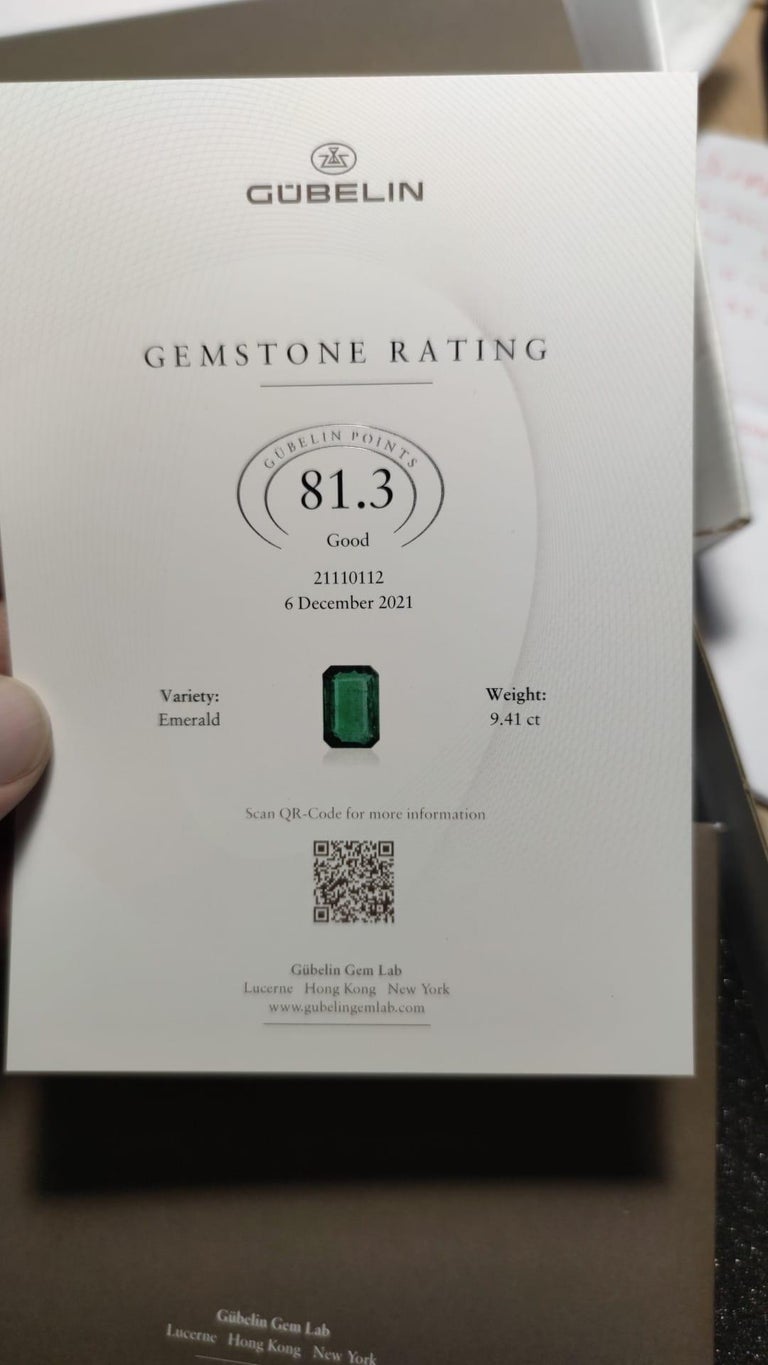 GÜBELIN
GEMSTONE RATING
GÜBELIN POINTS
81.3
Good
21110112
6 December 2021
Variety:
Emerald
Weight:
9.41 ct
Scan QR-Code for more information
Gübelin Gem Lab
Lucerne Hong Kong New York
www.gubelingemlab.com
Gübelin Gem Lab
Lucerne Hong Kong New York